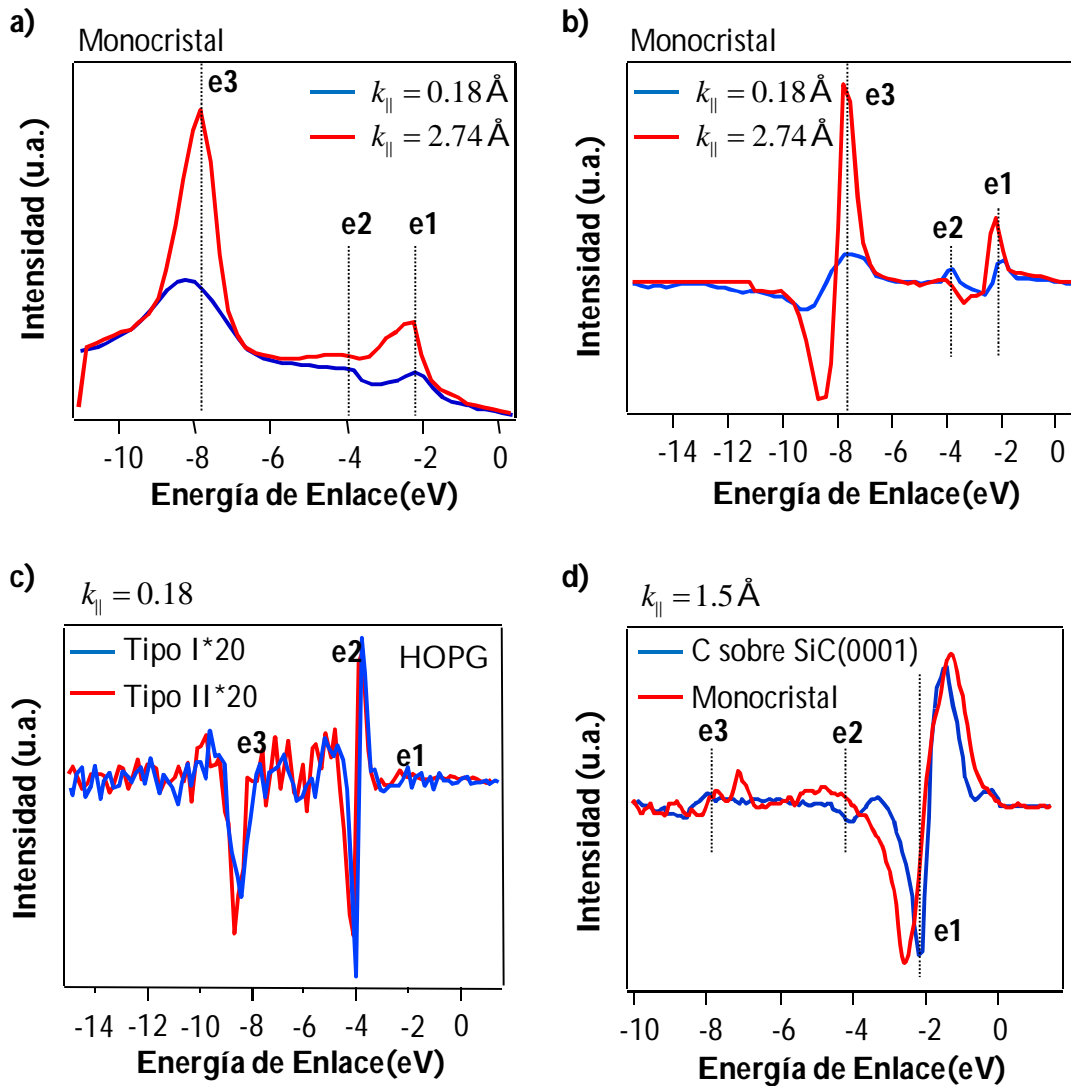 a)
Monocristal
e3
k|| = 0.18 Å
k|| = 2.74 Å
e2
e1
Intensidad (u.a.)
-10 -8 -6 -4 -2 0
Energía de Enlace(eV)
b)
Monocristal
e3
k|| = 0.18 Å
k|| = 2.74 Å
e1
e2
Intensidad (u.a.)
-14 -12 -10 -8 -6 -4 -2 0
Energía de Enlace(eV)
c)
k|| = 0.18
Tipo I*20
Tipo II*20
e2 HOPG
e3
e1
Intensidad (u.a.)
-14 -12 -10 -8 -6 -4 -2 0
Energía de Enlace(eV)
d)
k|| = 1.5 Å
C sobre SiC(0001)
Monocristal
e3
e2
e1
Intensidad (u.a.)
-10 -8 -6 -4 -2 0
Energía de Enlace(eV)